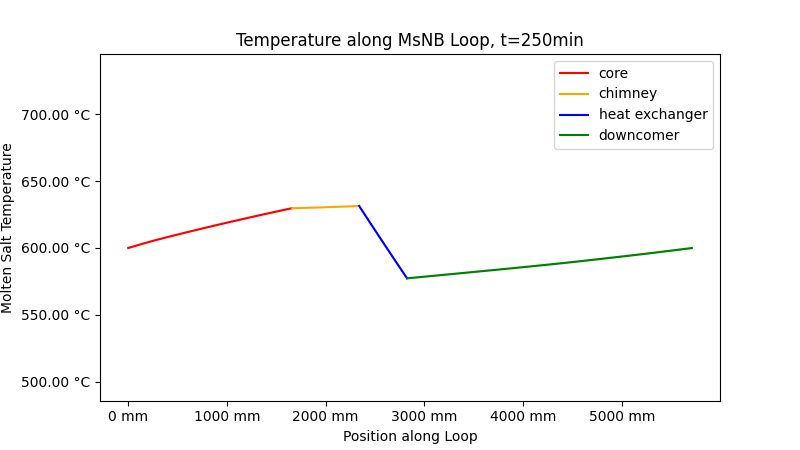 Temperature along MsNB Loop, t=250min
core
chimney
heat exchanger
downcomer
Molten Salt Temperature
700.00 °C
650.00 °C
600.00 °C
550.00 °C
500.00 °C
0 mm 1000 mm 2000 mm 3000 mm 4000 mm 5000 mm
Position along Loop